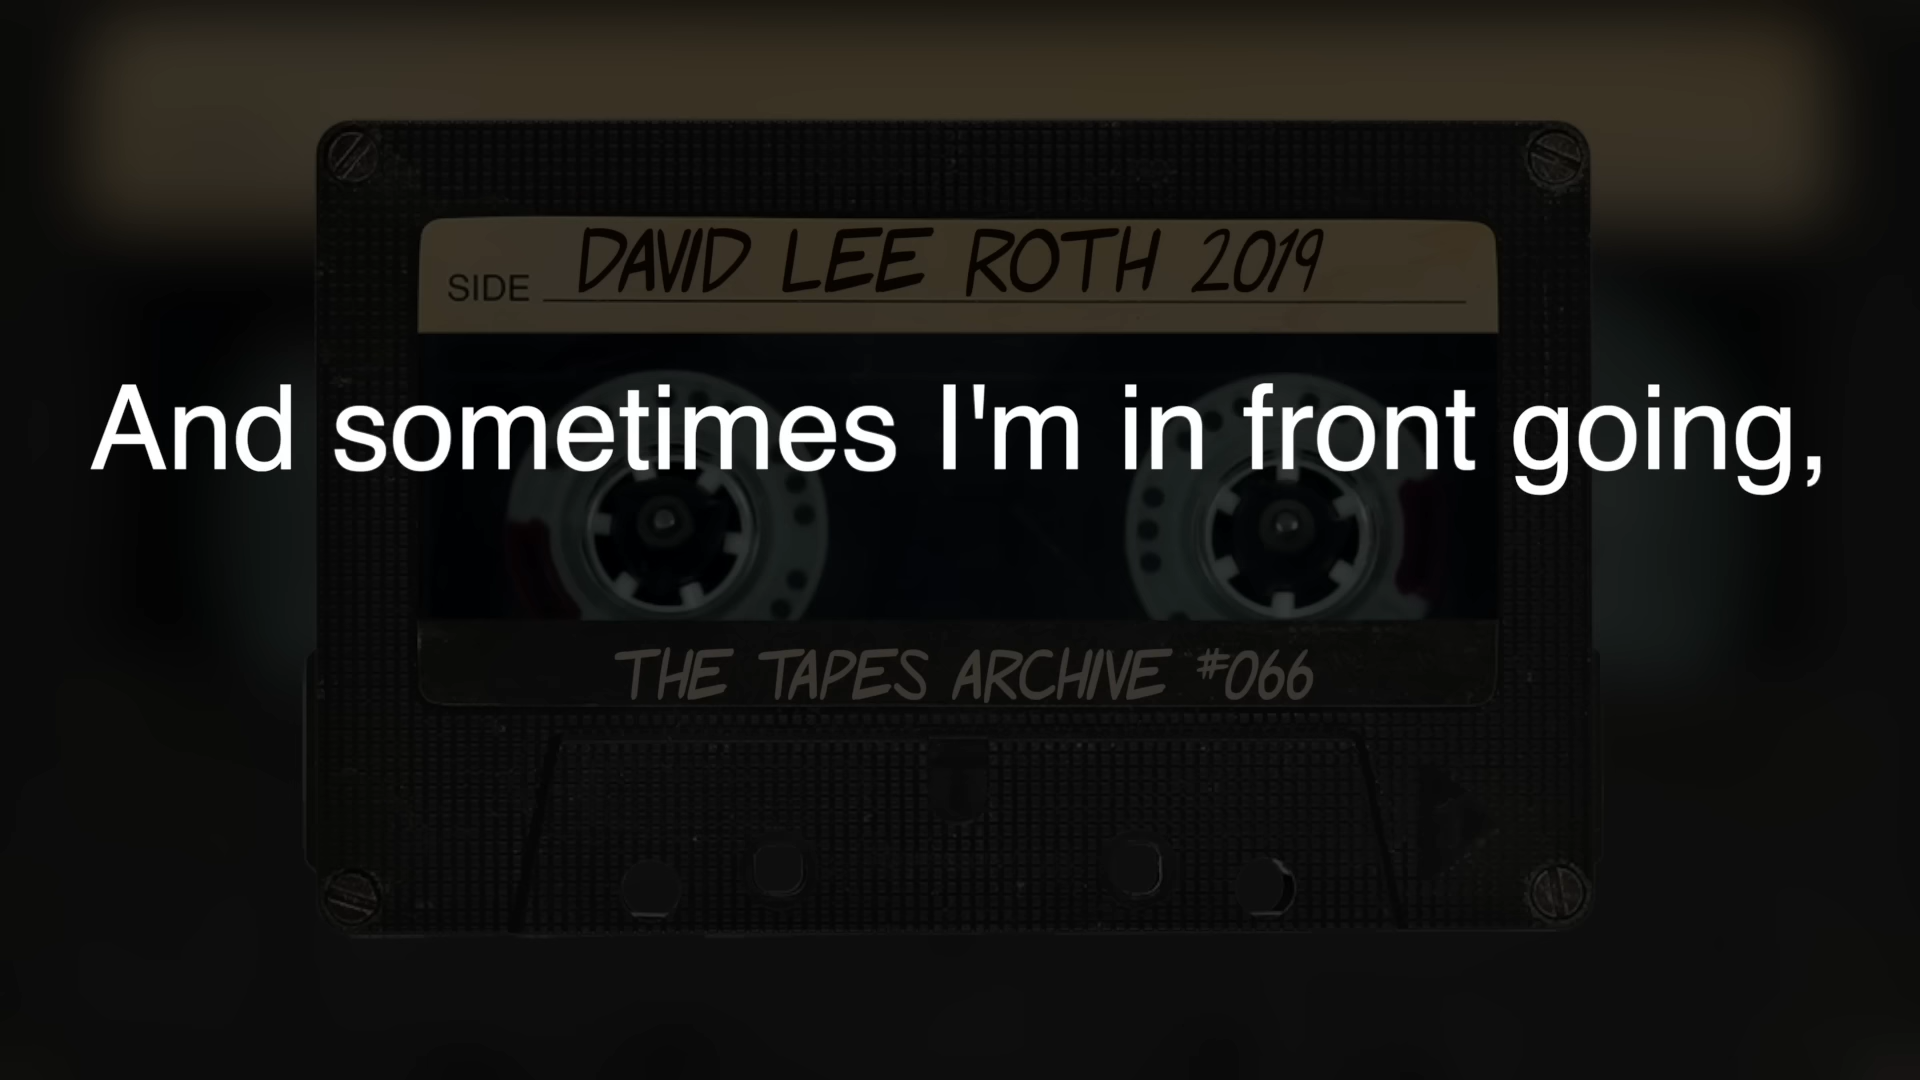 DAVID LEE ROTH 2019
SIDE
And sometimes I'm in front going,
THE TAPES ARCHIVE #066